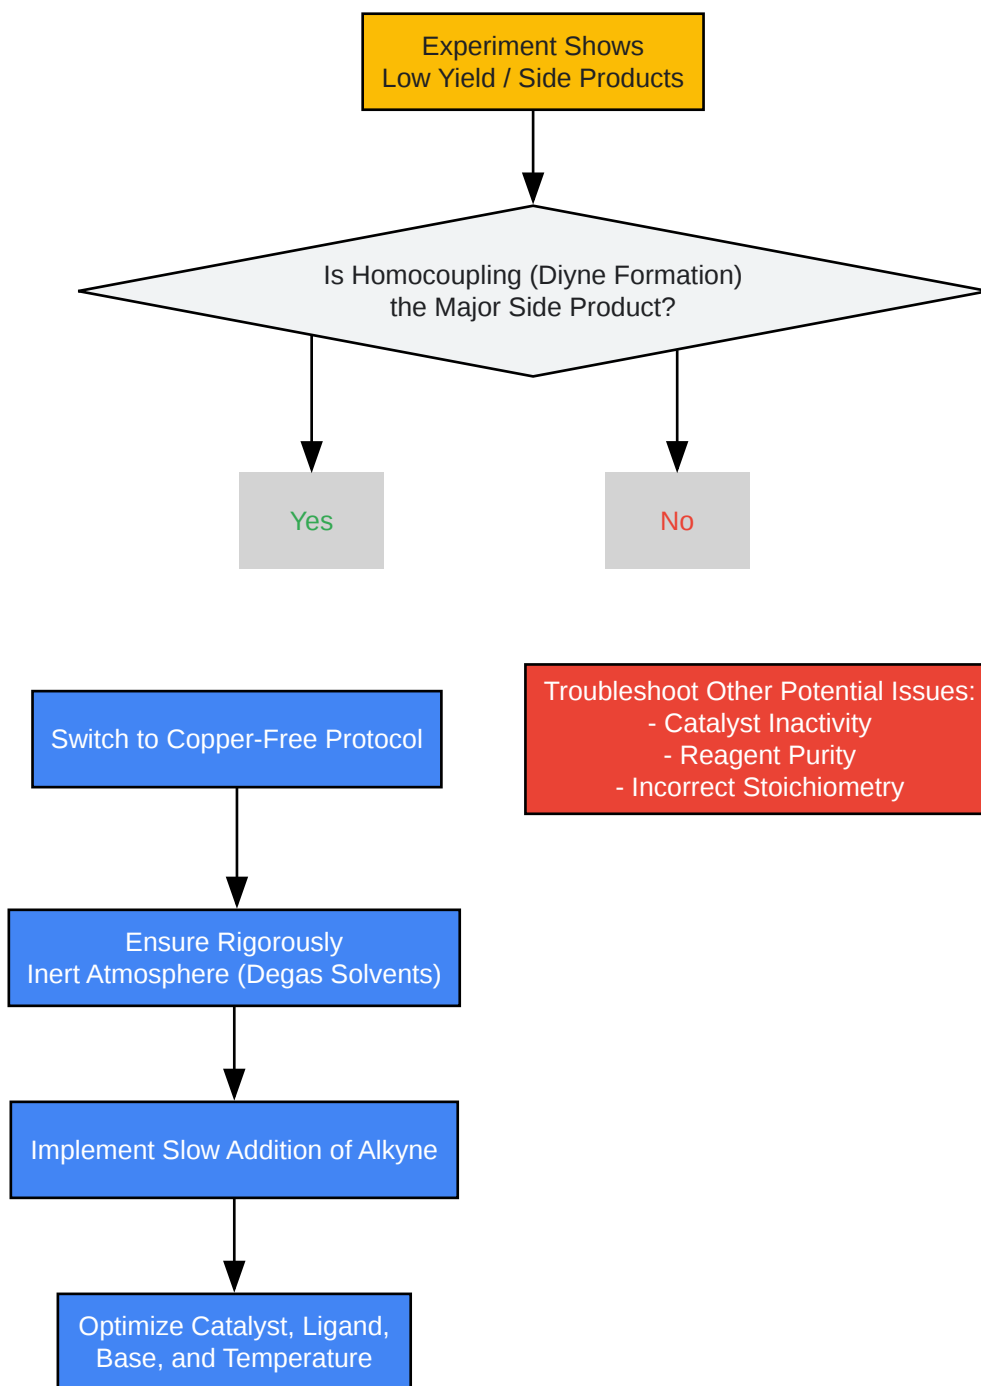 Experiment Shows
Low Yield / Side Products
Is Homocoupling (Diyne Formation)
the Major Side Product?
Yes
No
Switch to Copper-Free Protocol
Troubleshoot Other Potential Issues:
- Catalyst Inactivity
- Reagent Purity
- Incorrect Stoichiometry
Ensure Rigorously
Inert Atmosphere (Degas Solvents)
Implement Slow Addition of Alkyne
Optimize Catalyst, Ligand,
Base, and Temperature